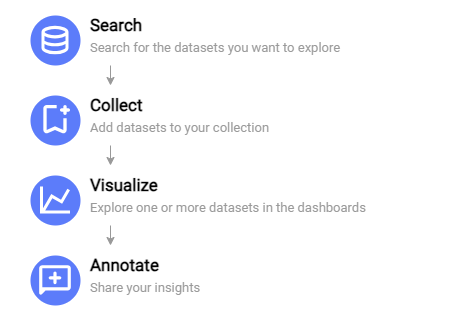 Search
Search for the datasets you want to explore
Collect
Add datasets to your collection
Visualize
Explore one or more datasets in the dashboards
Annotate
Share your insights